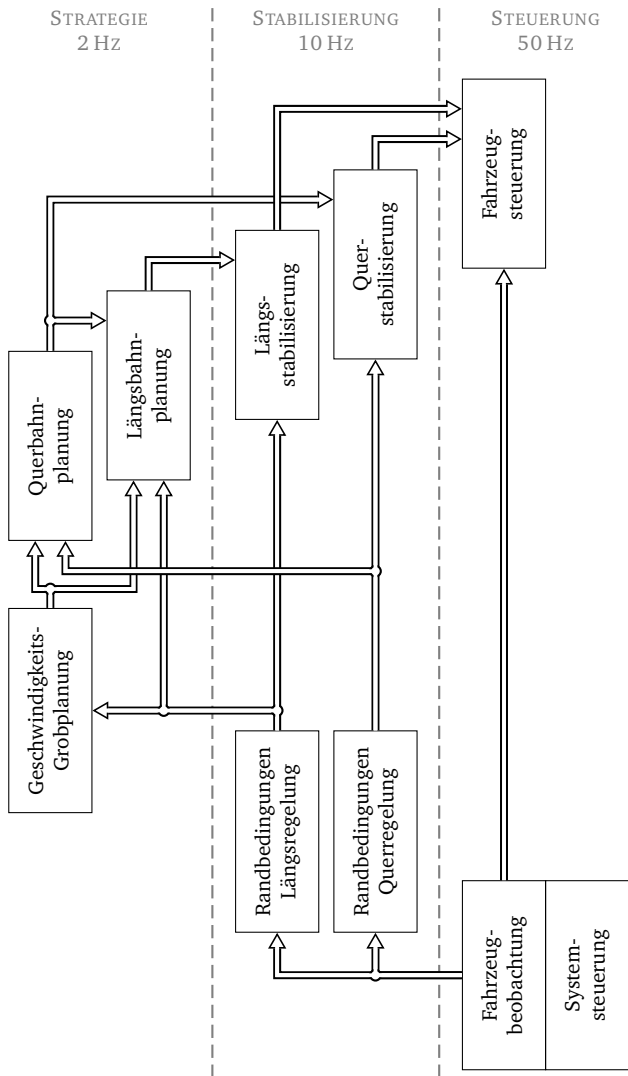 STRATEGIE
2 HZ
STABILISIERUNG
10 HZ
STEUERUNG
50 HZ
Fahrzeug-
steuerung
Quer-
stabilisierung
Längs-
stabilisierung
Längsbahn-
planung
Querbahn-
planung
Geschwindigkeits-
Grobplanung
Randbedingungen
Längsregelung
Randbedingungen
Querregelung
Fahrzeug-
beobachtung
System-
steuerung